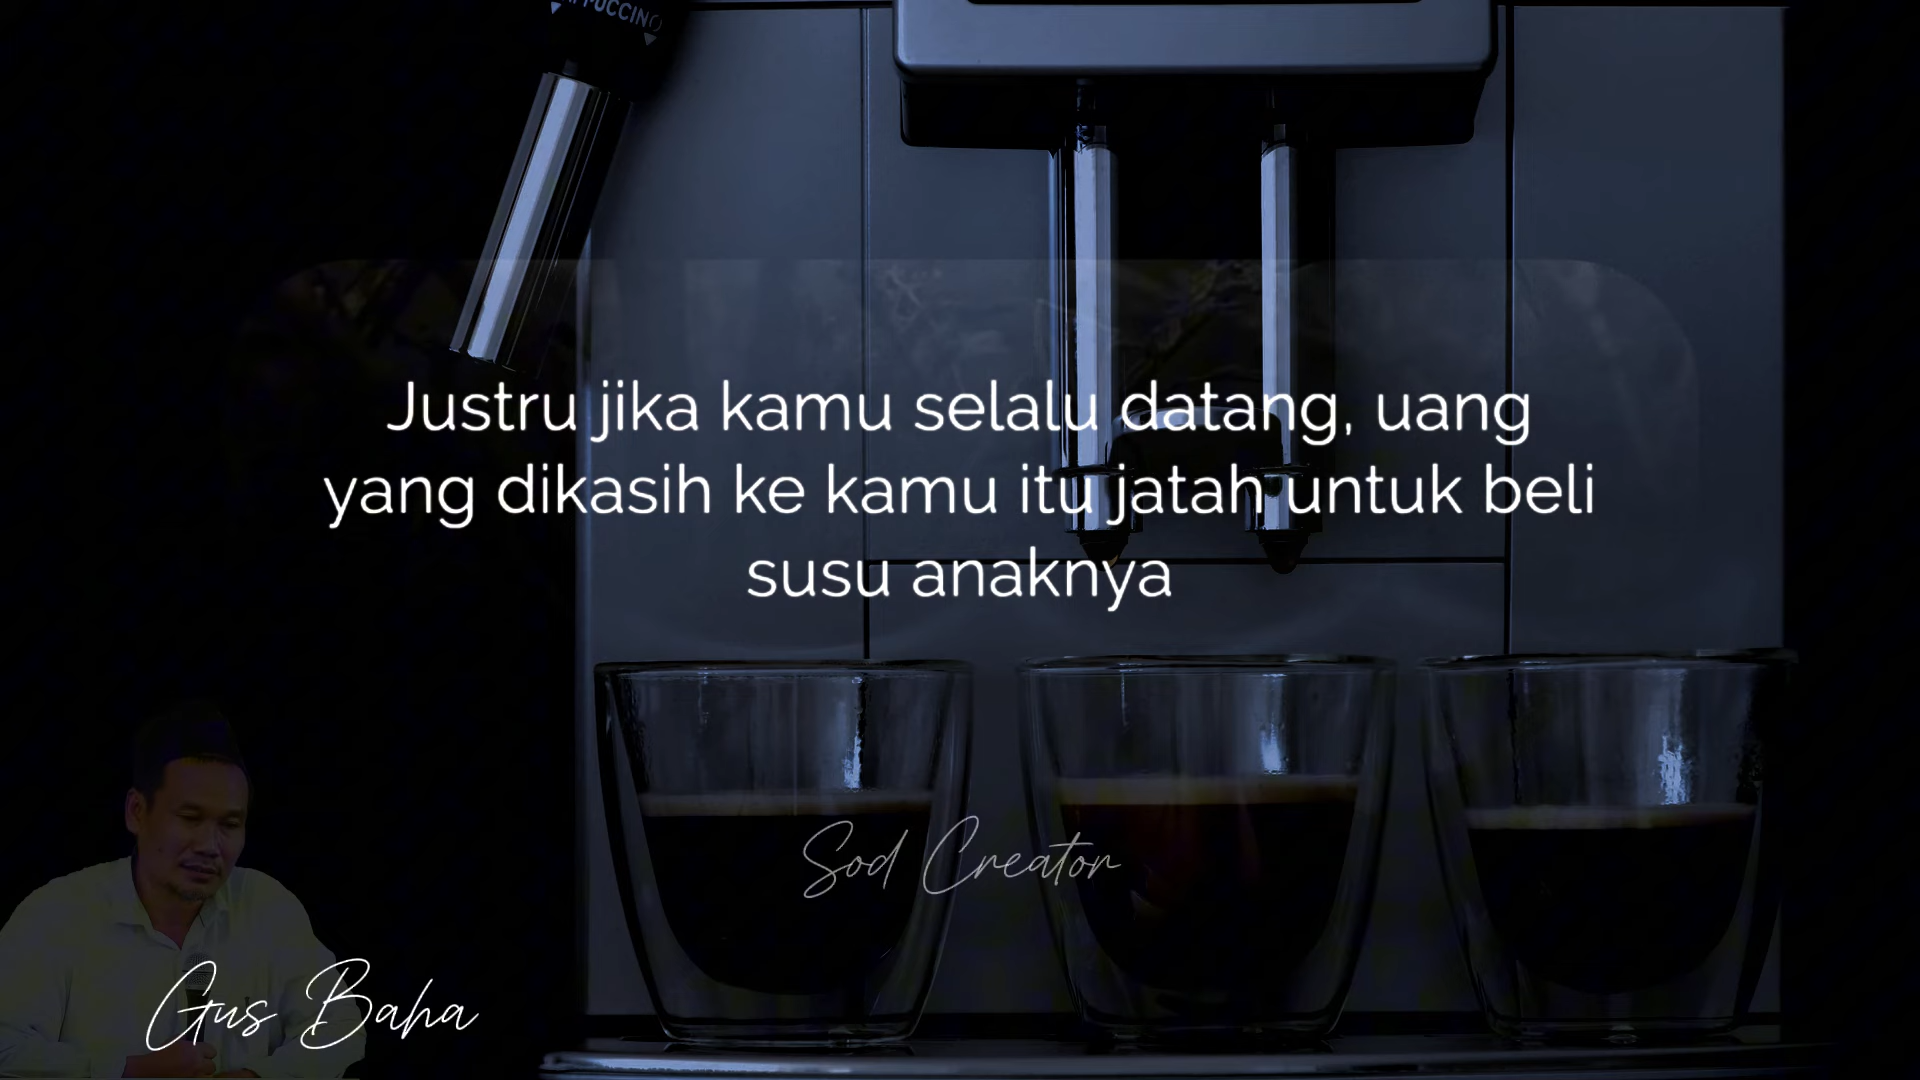 Justru jika kamu selalu datang, uang
yang dikasih ke kamu itu jatah untuk beli
susu anaknya
Sod Creator
Gus Baha